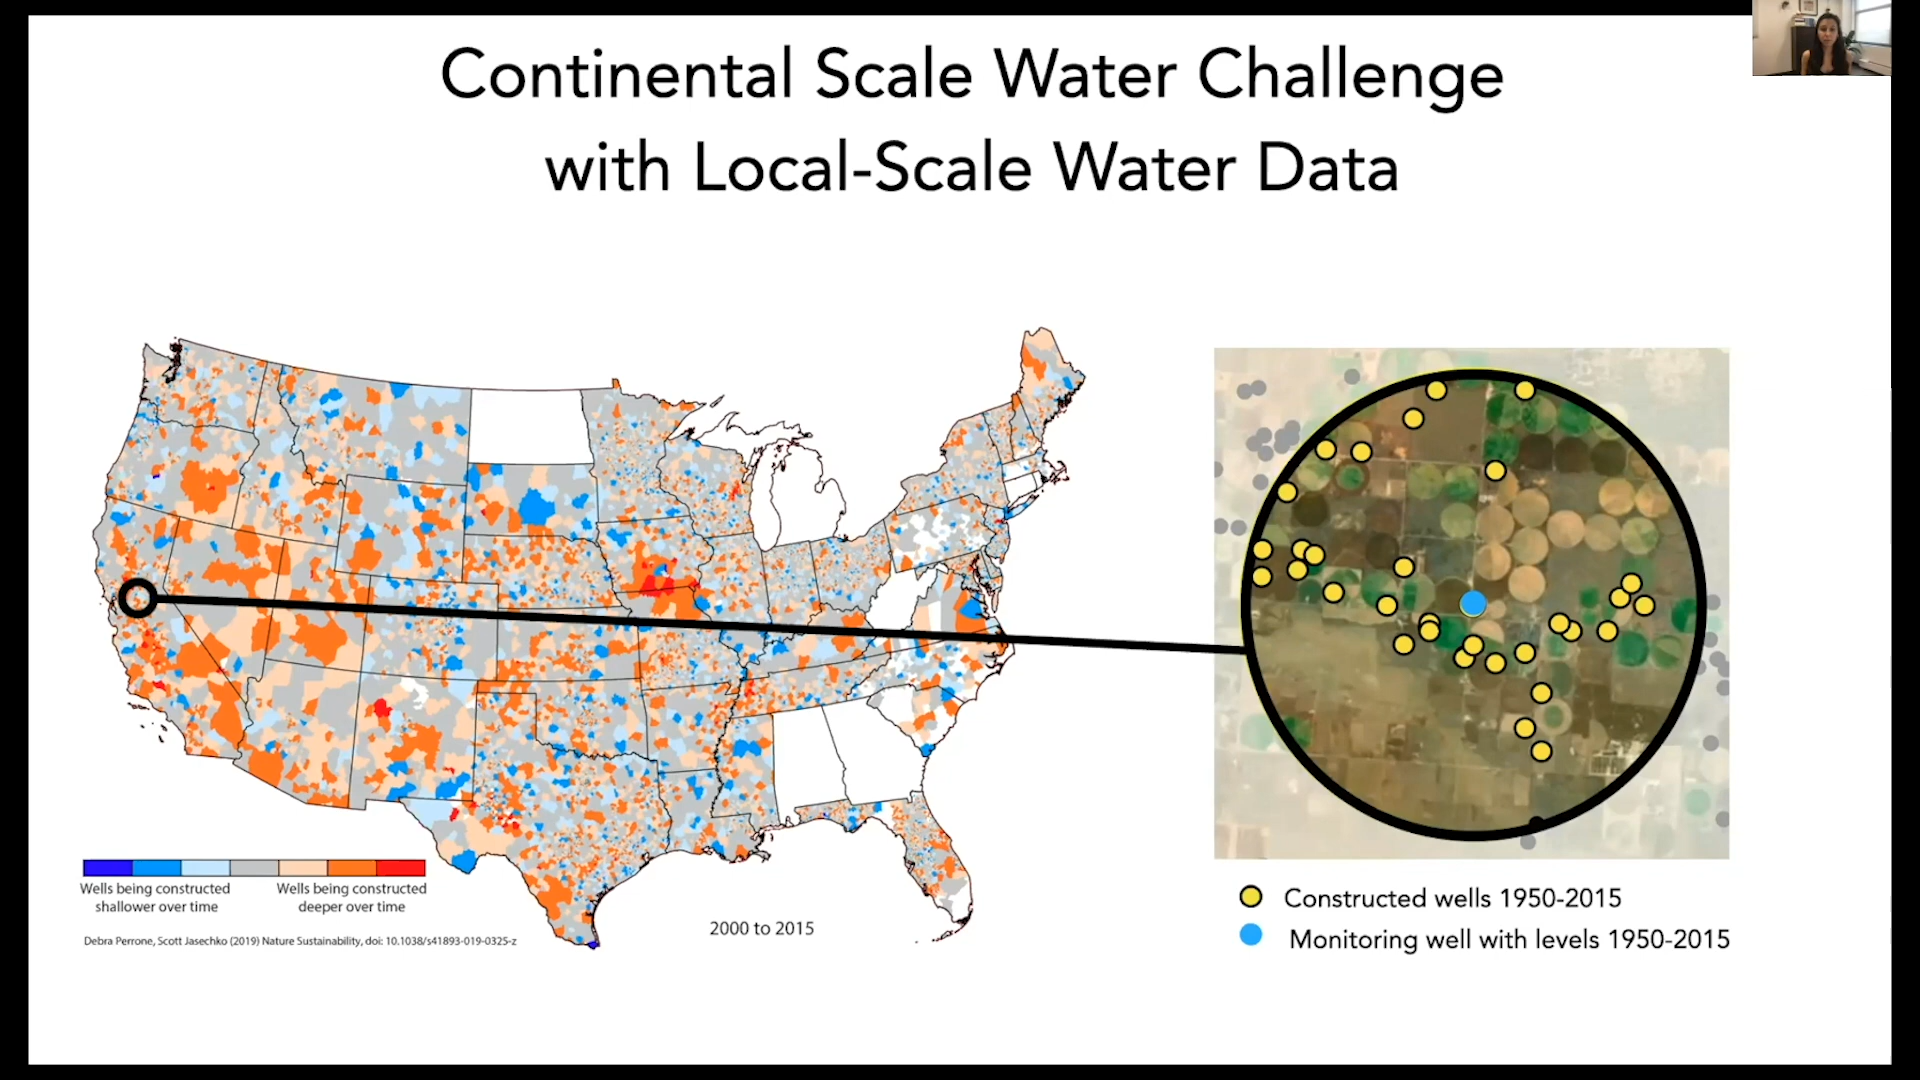 Continental Scale Water Challenge
with Local-Scale Water Data
Wells being constructed
shallower over time
Wells being constructed
deeper over time
2000 to 2015
Debra Perrone, Scott Jasechko (2019) Nature Sustainability, doi: 10.1038/s41893-019-0325-z
Constructed wells 1950-2015
Monitoring well with levels 1950-2015